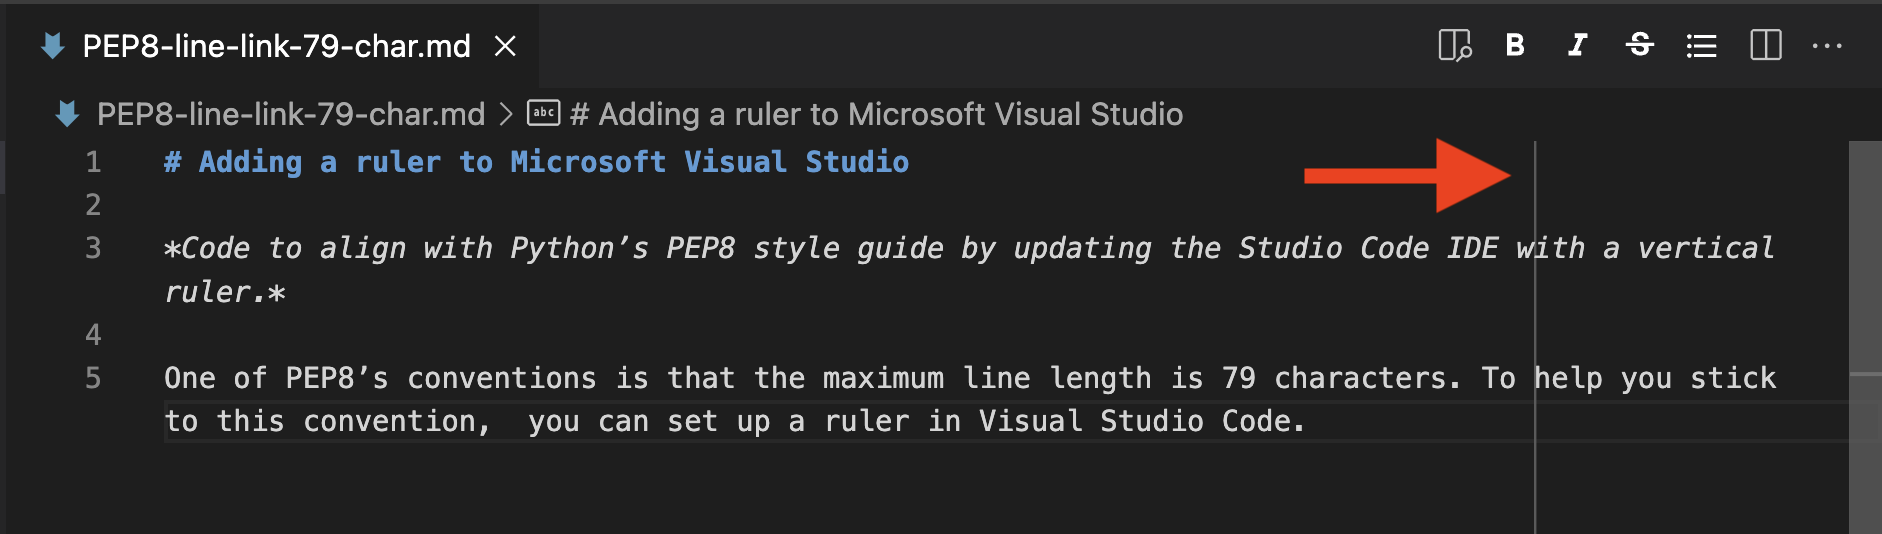 PEP8-line-link-79-char.md
B I S
PEP8-line-link-79-char.md > abc # Adding a ruler to Microsoft Visual Studio
1 # Adding a ruler to Microsoft Visual Studio
2
3 *Code to align with Python’s PEP8 style guide by updating the Studio Code IDE with a vertical
ruler.*
4
5 One of PEP8’s conventions is that the maximum line length is 79 characters. To help you stick
to this convention,  you can set up a ruler in Visual Studio Code.